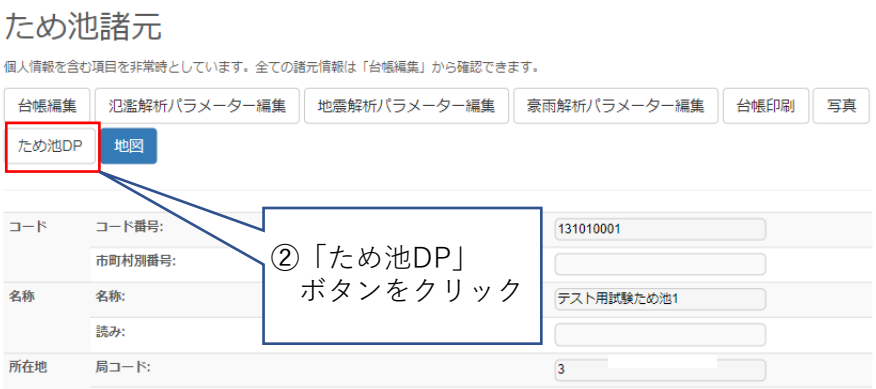 ため池諸元
個人情報を含む項目を非常時としています。全ての諸元情報は「台帳編集」から確認できます。
台帳編集 氾濫解析パラメーター編集 地震解析パラメーター編集 豪雨解析パラメーター編集 台帳印刷 写真
ため池DP 地図
コード コード番号: 131010001
市町村別番号:
②「ため池DP」
ボタンをクリック
名称 名称: テスト用試験ため池1
読み:
所在地 局コード: 3